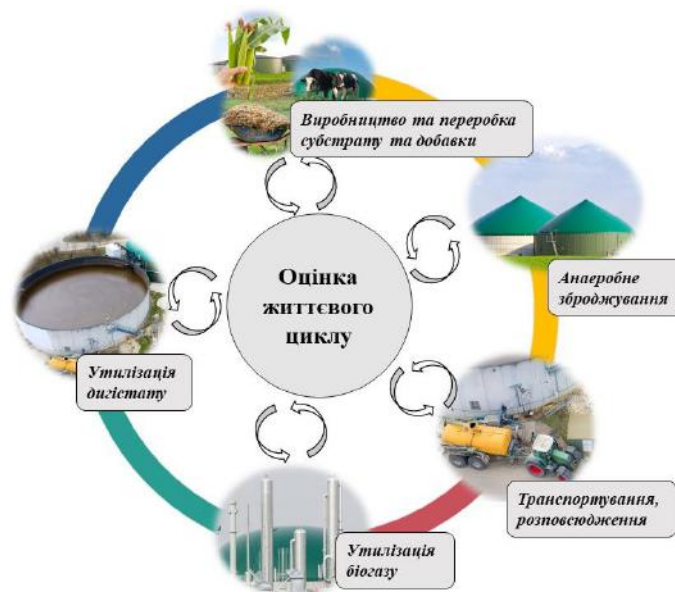 Виробництво та переробка
субстрату та добавки
Оцінка
життєвого
циклу
Анаеробне
зброджування
Утилізація
дигістату
Транспортування,
розповсюдження
Утилізація
біогазу